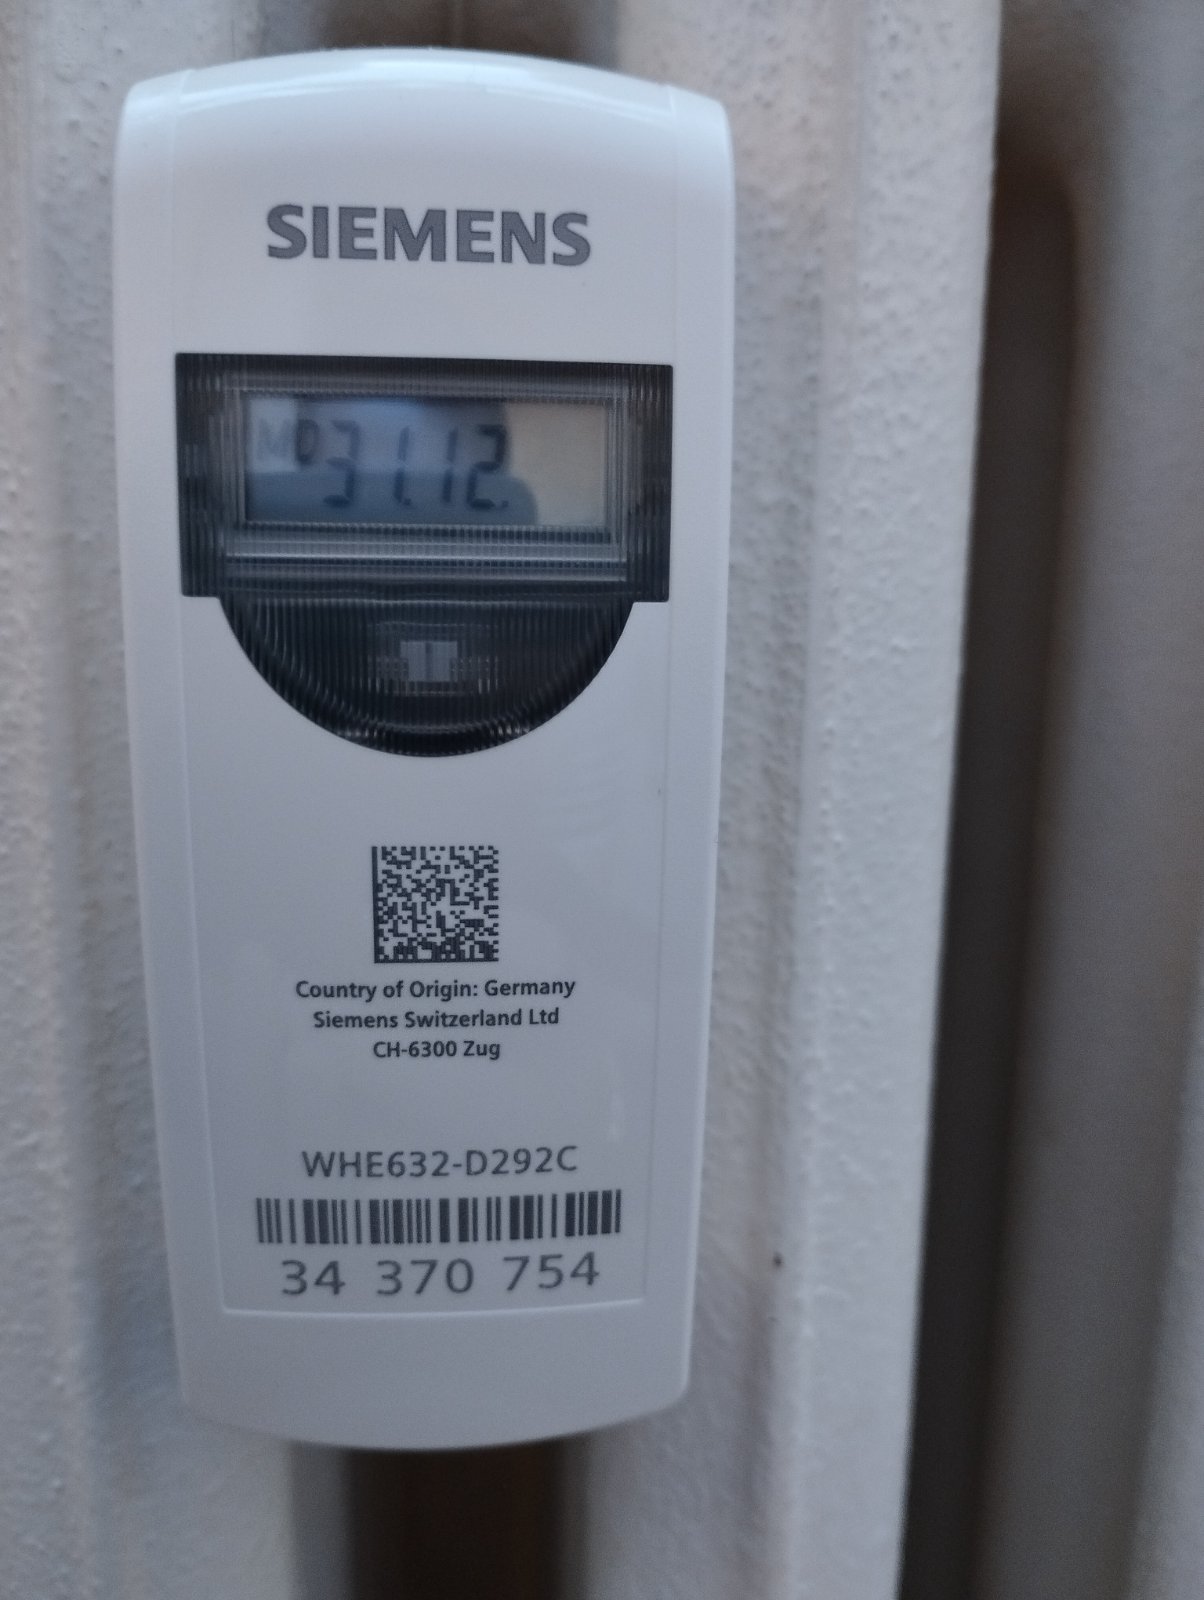 SIEMENS
M 31.12.
Country of Origin: Germany
Siemens Switzerland Ltd
CH-6300 Zug
WHE632-D292C
34 370 754